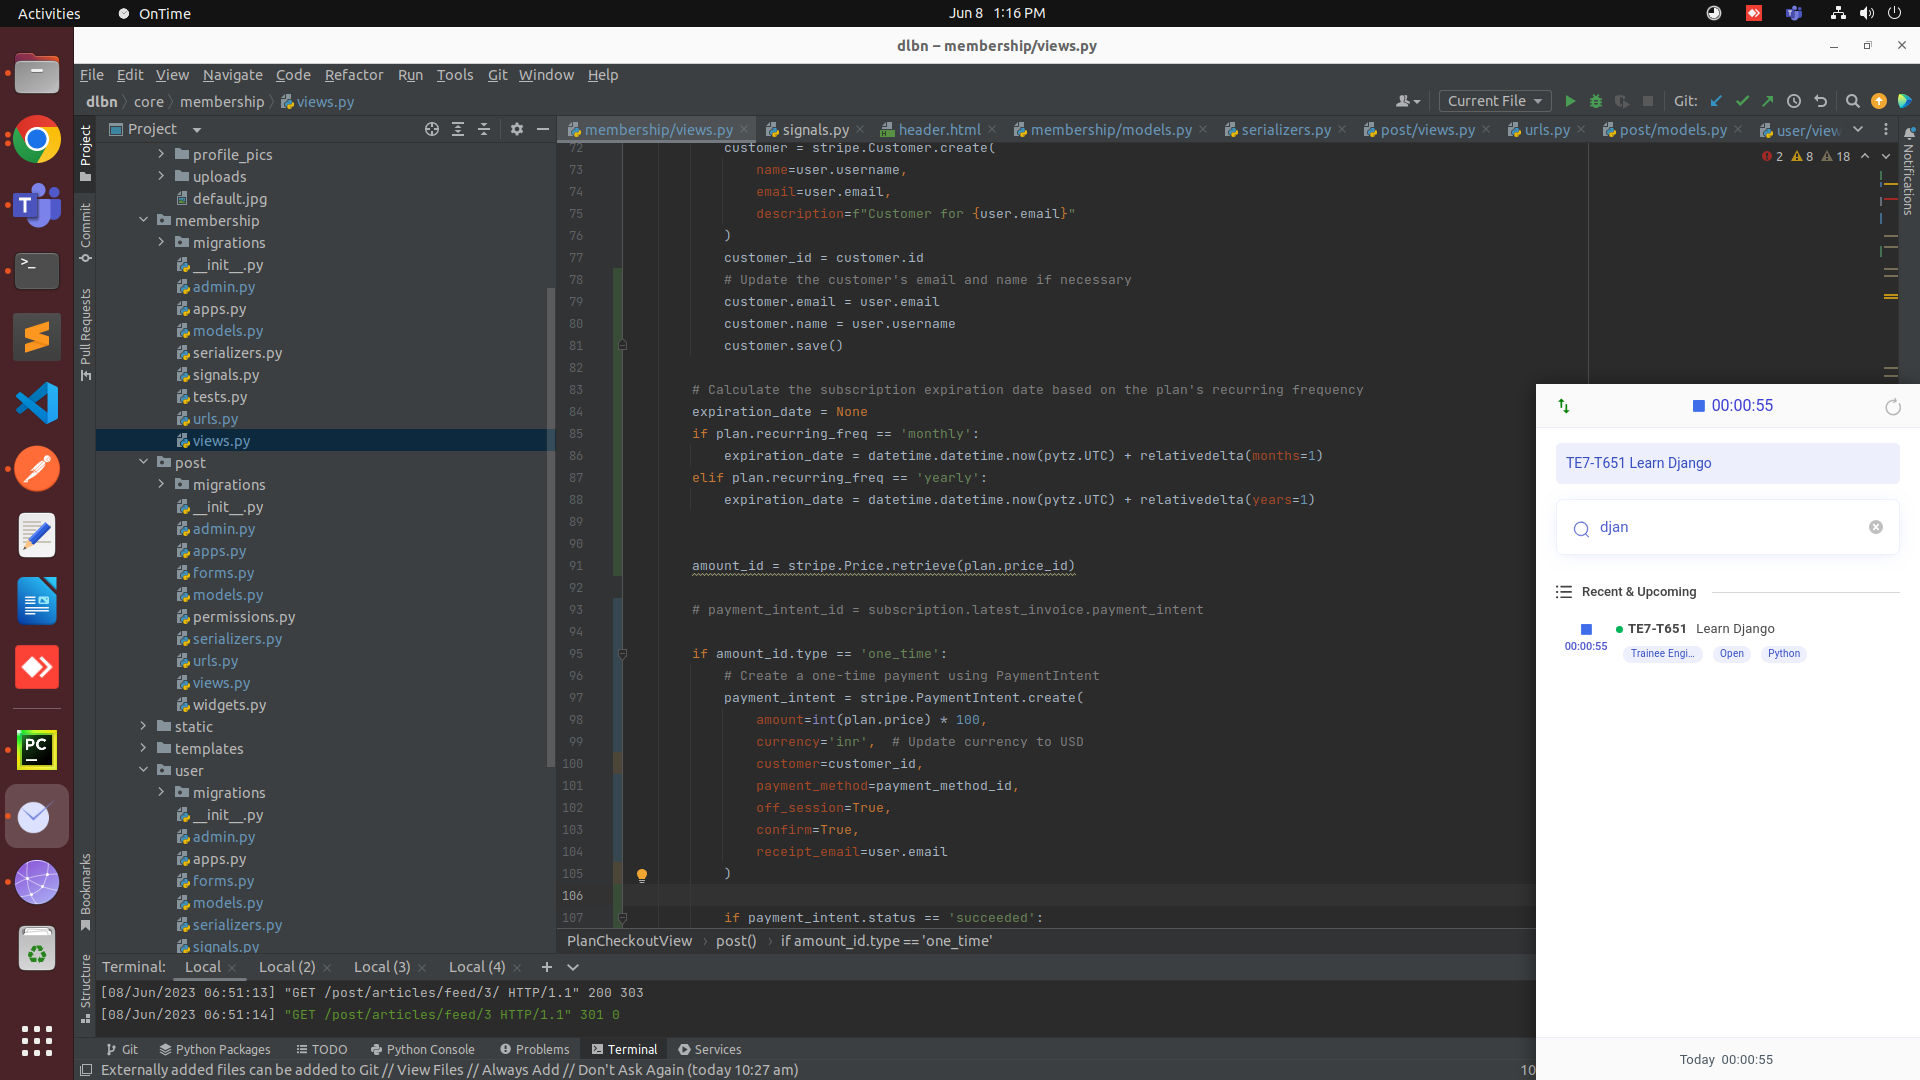 Activities
OnTime
Jun 8 1:16 PM
dlbn – membership/views.py
File Edit View Navigate Code Refactor Run Tools Git Window Help
dlbn core membership views.py
Current File
Git:
Project
membership/views.py signals.py header.html membership/models.py serializers.py post/views.py urls.py post/models.py user/view
2 8 18
Project
Commit
Pull Requests
Bookmarks
Structure
Notifications
profile_pics
uploads
default.jpg
membership
migrations
__init__.py
admin.py
apps.py
models.py
serializers.py
signals.py
tests.py
urls.py
views.py
post
migrations
__init__.py
admin.py
apps.py
forms.py
models.py
permissions.py
serializers.py
urls.py
views.py
widgets.py
static
templates
user
migrations
__init__.py
admin.py
apps.py
forms.py
models.py
serializers.py
signals.py
72 customer = stripe.Customer.create(
73 name=user.username,
74 email=user.email,
75 description=f"Customer for {user.email}"
76 )
77 customer_id = customer.id
78 # Update the customer's email and name if necessary
79 customer.email = user.email
80 customer.name = user.username
81 customer.save()
82
83 # Calculate the subscription expiration date based on the plan's recurring frequency
84 expiration_date = None
85 if plan.recurring_freq == 'monthly':
86 expiration_date = datetime.datetime.now(pytz.UTC) + relativedelta(months=1)
87 elif plan.recurring_freq == 'yearly':
88 expiration_date = datetime.datetime.now(pytz.UTC) + relativedelta(years=1)
89
90
91 amount_id = stripe.Price.retrieve(plan.price_id)
92
93 # payment_intent_id = subscription.latest_invoice.payment_intent
94
95 if amount_id.type == 'one_time':
96 # Create a one-time payment using PaymentIntent
97 payment_intent = stripe.PaymentIntent.create(
98 amount=int(plan.price) * 100,
99 currency='inr', # Update currency to USD
100 customer=customer_id,
101 payment_method=payment_method_id,
102 off_session=True,
103 confirm=True,
104 receipt_email=user.email
105 )
106
107 if payment_intent.status == 'succeeded':
PlanCheckoutView post() if amount_id.type == 'one_time'
Terminal: Local Local (2) Local (3) Local (4)
[08/Jun/2023 06:51:13] "GET /post/articles/feed/3/ HTTP/1.1" 200 303
[08/Jun/2023 06:51:14] "GET /post/articles/feed/3 HTTP/1.1" 301 0
Git Python Packages TODO Python Console Problems Terminal Services
Externally added files can be added to Git // View Files // Always Add // Don't Ask Again (today 10:27 am)
10
00:00:55
TE7-T651 Learn Django
djan
Recent & Upcoming
TE7-T651 Learn Django
00:00:55
Trainee Engi... Open Python
Today 00:00:55
PC
T